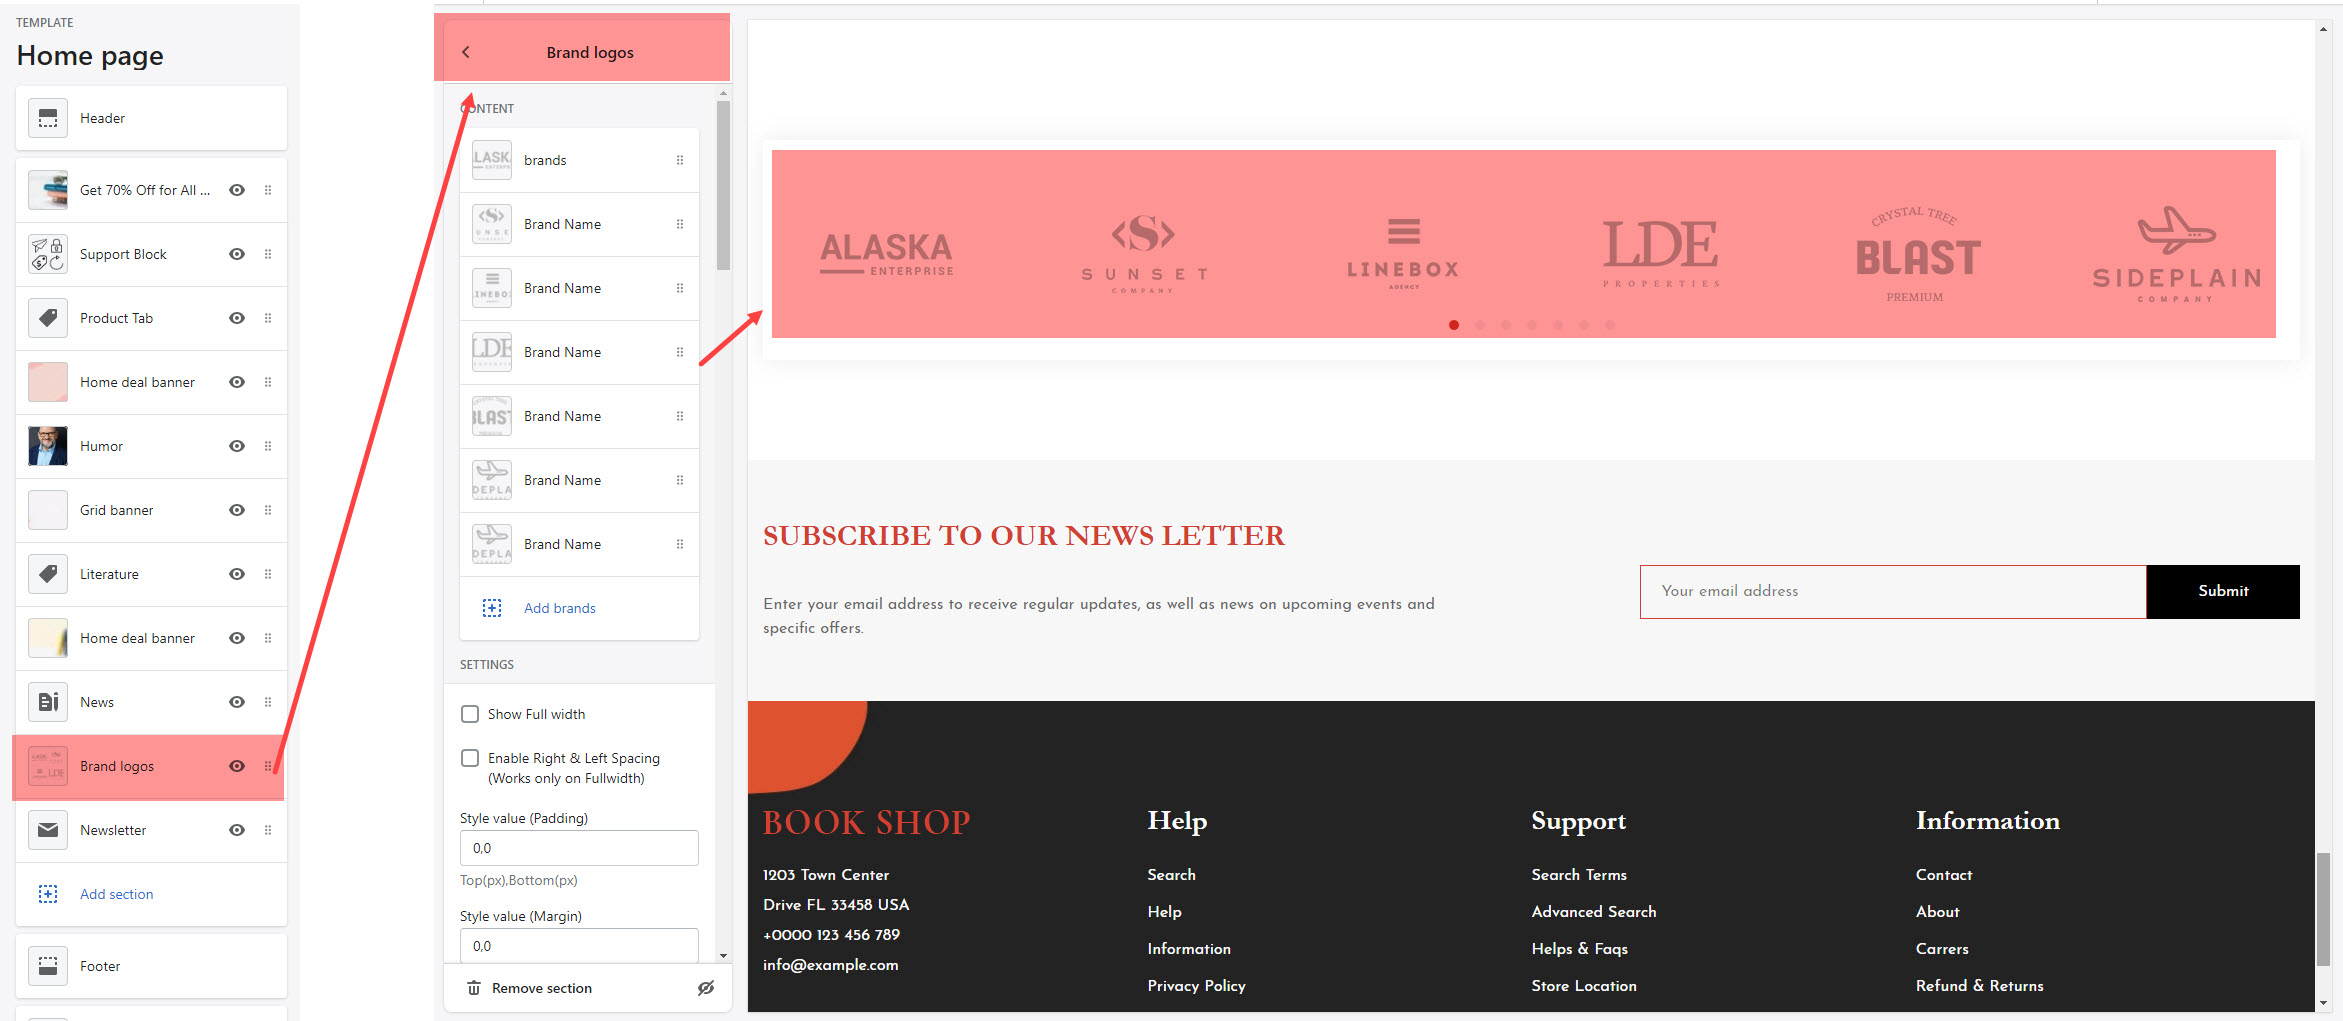 TEMPLATE
Home page
Header
Get 70% Off for All ...
Support Block
Product Tab
Home deal banner
Humor
Grid banner
Literature
Home deal banner
News
Brand logos
Newsletter
Add section
Footer
Brand logos
CONTENT
brands
Brand Name
Brand Name
Brand Name
Brand Name
Brand Name
Brand Name
Add brands
SETTINGS
Show Full width
Enable Right & Left Spacing
(Works only on Fullwidth)
Style value (Padding)
0,0
Top(px),Bottom(px)
Style value (Margin)
0,0
Remove section
ALASKA
ENTERPRISE
S
SUNSET
COMPANY
LINEBOX
AGENCY
LDE
PROPERTIES
CRYSTAL TREE
BLAST
PREMIUM
SIDEPLAIN
COMPANY
SUBSCRIBE TO OUR NEWS LETTER
Enter your email address to receive regular updates, as well as news on upcoming events and
specific offers.
Your email address
Submit
BOOK SHOP
1203 Town Center
Drive FL 33458 USA
+0000 123 456 789
info@example.com
Help
Search
Help
Information
Privacy Policy
Support
Search Terms
Advanced Search
Helps & Faqs
Store Location
Information
Contact
About
Carrers
Refund & Returns